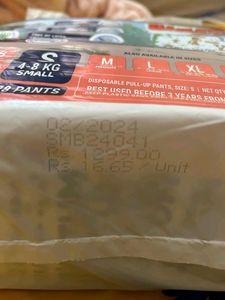 ALSO AVAILABLE IN SIZES
S
4-8 KG
SMALL
M
L
XL
DISPOSABLE PULL-UP PANTS, SIZE: S | NET QTY
BEST USED BEFORE 3 YEARS FROM
PANTS
02/2024
SMB24041
Rs 1299.00
Rs 16.65 / Unit